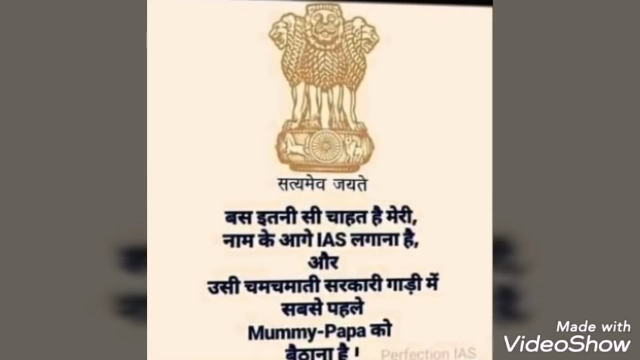 सत्यमेव जयते
बस इतनी सी चाहत है मेरी,
नाम के आगे IAS लगाना है,
और
उसी चमचमाती सरकारी गाड़ी में
सबसे पहले
Mummy-Papa को
बैठाना है।
Perfection IAS
Made with
VideoShow